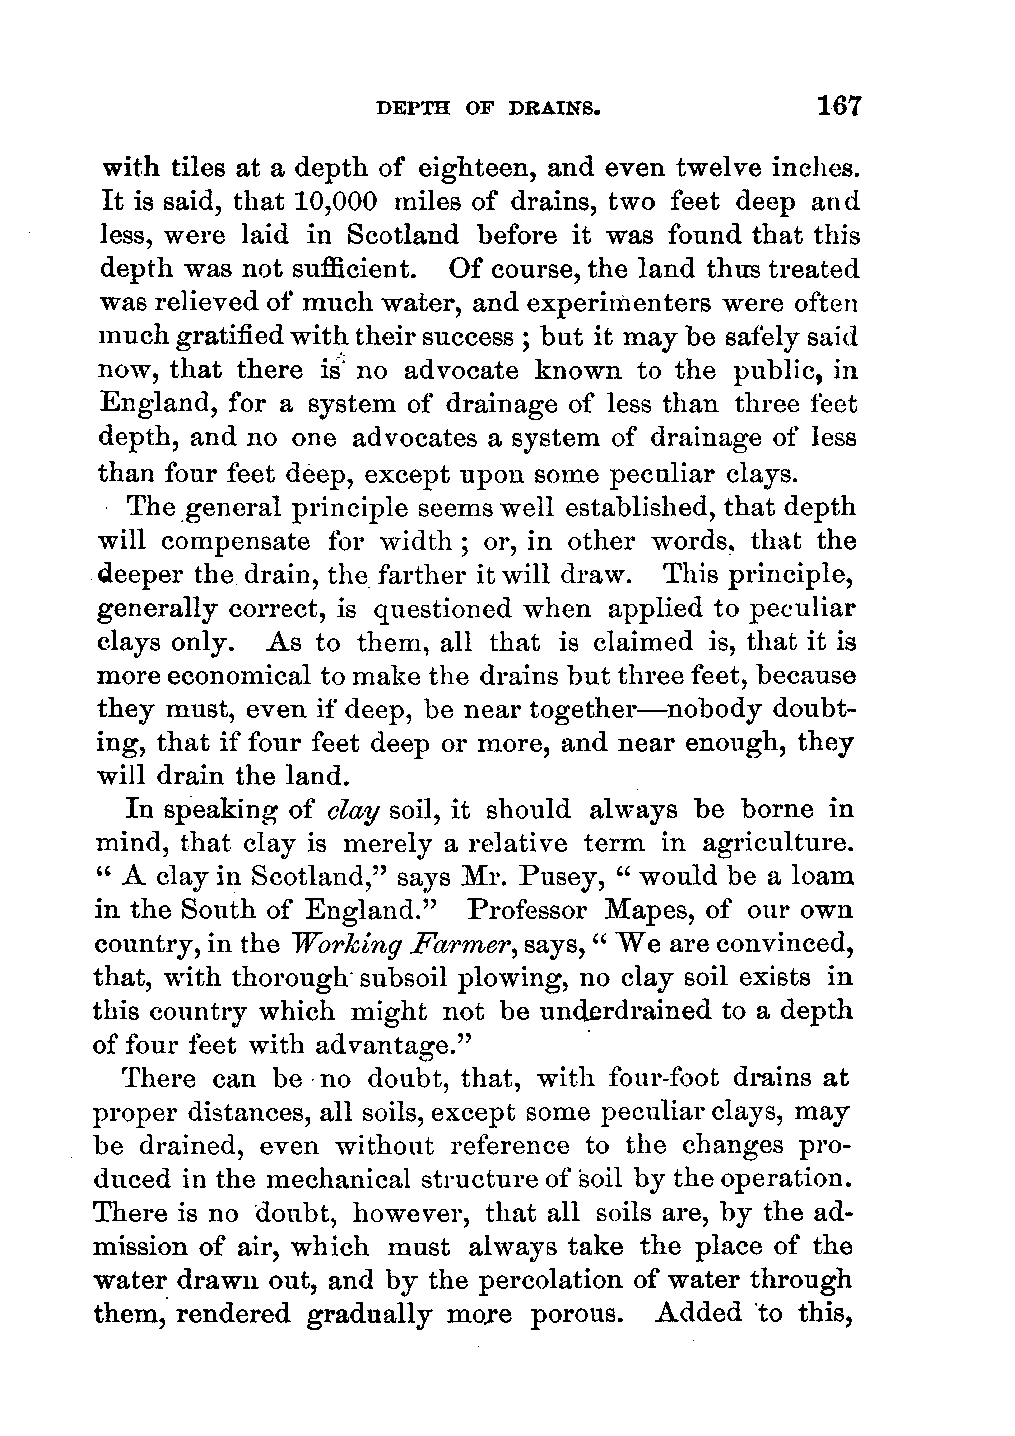 DEPTH OF DRAINS. 167
with tiles at a depth of eighteen, and even twelve inches.
It is said, that 10,000 miles of drains, two feet deep and
less, were laid in Scotland before it was found that this
depth was not sufficient. Of course, the land thus treated
was relieved of much water, and experimenters were often
much gratified with their success ; but it may be safely said
now, that there is no advocate known to the public, in
England, for a system of drainage of less than three feet
depth, and no one advocates a system of drainage of less
than four feet deep, except upon some peculiar clays.
The general principle seems well established, that depth
will compensate for width ; or, in other words, that the
deeper the drain, the farther it will draw. This principle,
generally correct, is questioned when applied to peculiar
clays only. As to them, all that is claimed is, that it is
more economical to make the drains but three feet, because
they must, even if deep, be near together—nobody doubt-
ing, that if four feet deep or more, and near enough, they
will drain the land.
In speaking of clay soil, it should always be borne in
mind, that clay is merely a relative term in agriculture.
“ A clay in Scotland,” says Mr. Pusey, “ would be a loam
in the South of England.” Professor Mapes, of our own
country, in the Working Farmer, says, “ We are convinced,
that, with thorough subsoil plowing, no clay soil exists in
this country which might not be underdrained to a depth
of four feet with advantage.”
There can be no doubt, that, with four-foot drains at
proper distances, all soils, except some peculiar clays, may
be drained, even without reference to the changes pro-
duced in the mechanical structure of soil by the operation.
There is no doubt, however, that all soils are, by the ad-
mission of air, which must always take the place of the
water drawn out, and by the percolation of water through
them, rendered gradually more porous. Added to this,